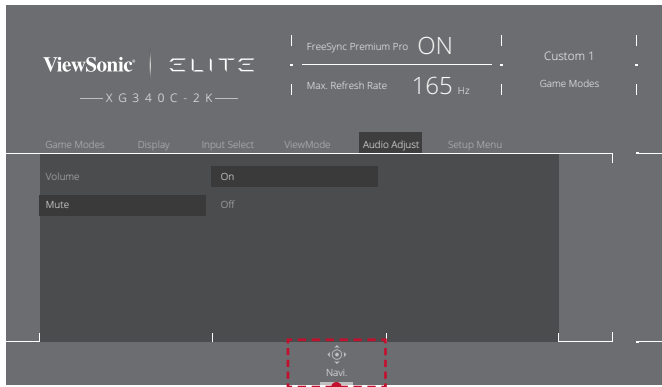 ViewSonic ELITE
XG340C-2K
FreeSync Premium Pro ON
Max. Refresh Rate 165 Hz
Custom 1
Game Modes
Game Modes Display Input Select ViewMode Audio Adjust Setup Menu
Volume On
Mute Off
Navi.